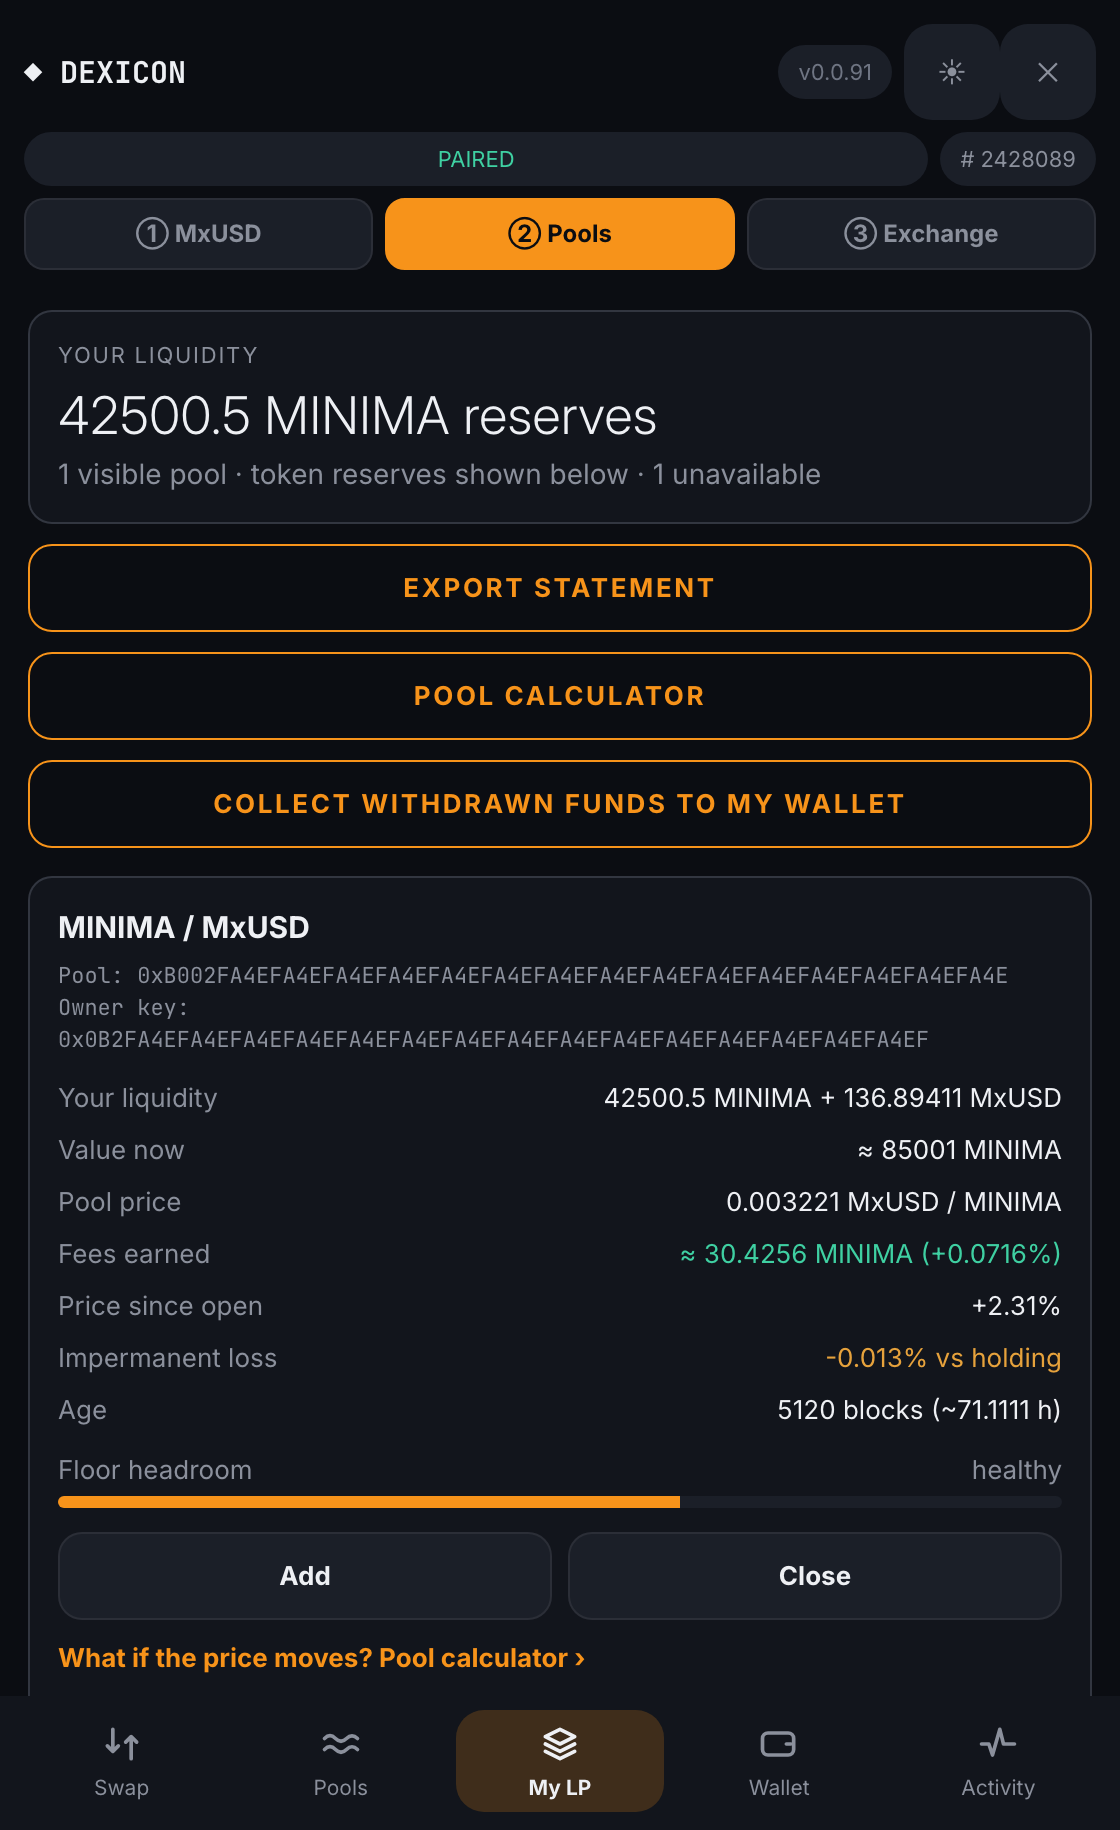 DEXICON
v0.0.91
PAIRED
# 2428089
① MxUSD
② Pools
③ Exchange
YOUR LIQUIDITY
42500.5 MINIMA reserves
1 visible pool · token reserves shown below · 1 unavailable
EXPORT STATEMENT
POOL CALCULATOR
COLLECT WITHDRAWN FUNDS TO MY WALLET
MINIMA / MxUSD
Pool: 0xB002FA4EFA4EFA4EFA4EFA4EFA4EFA4EFA4EFA4EFA4EFA4EFA4EFA4EFA4EFA4EFA4E
Owner key:
0x0B2FA4EFA4EFA4EFA4EFA4EFA4EFA4EFA4EFA4EFA4EFA4EFA4EFA4EFA4EFA4EF
Your liquidity 42500.5 MINIMA + 136.89411 MxUSD
Value now ≈ 85001 MINIMA
Pool price 0.003221 MxUSD / MINIMA
Fees earned ≈ 30.4256 MINIMA (+0.0716%)
Price since open +2.31%
Impermanent loss -0.013% vs holding
Age 5120 blocks (~71.1111 h)
Floor headroom healthy
Add
Close
What if the price moves? Pool calculator ›
Swap
Pools
My LP
Wallet
Activity